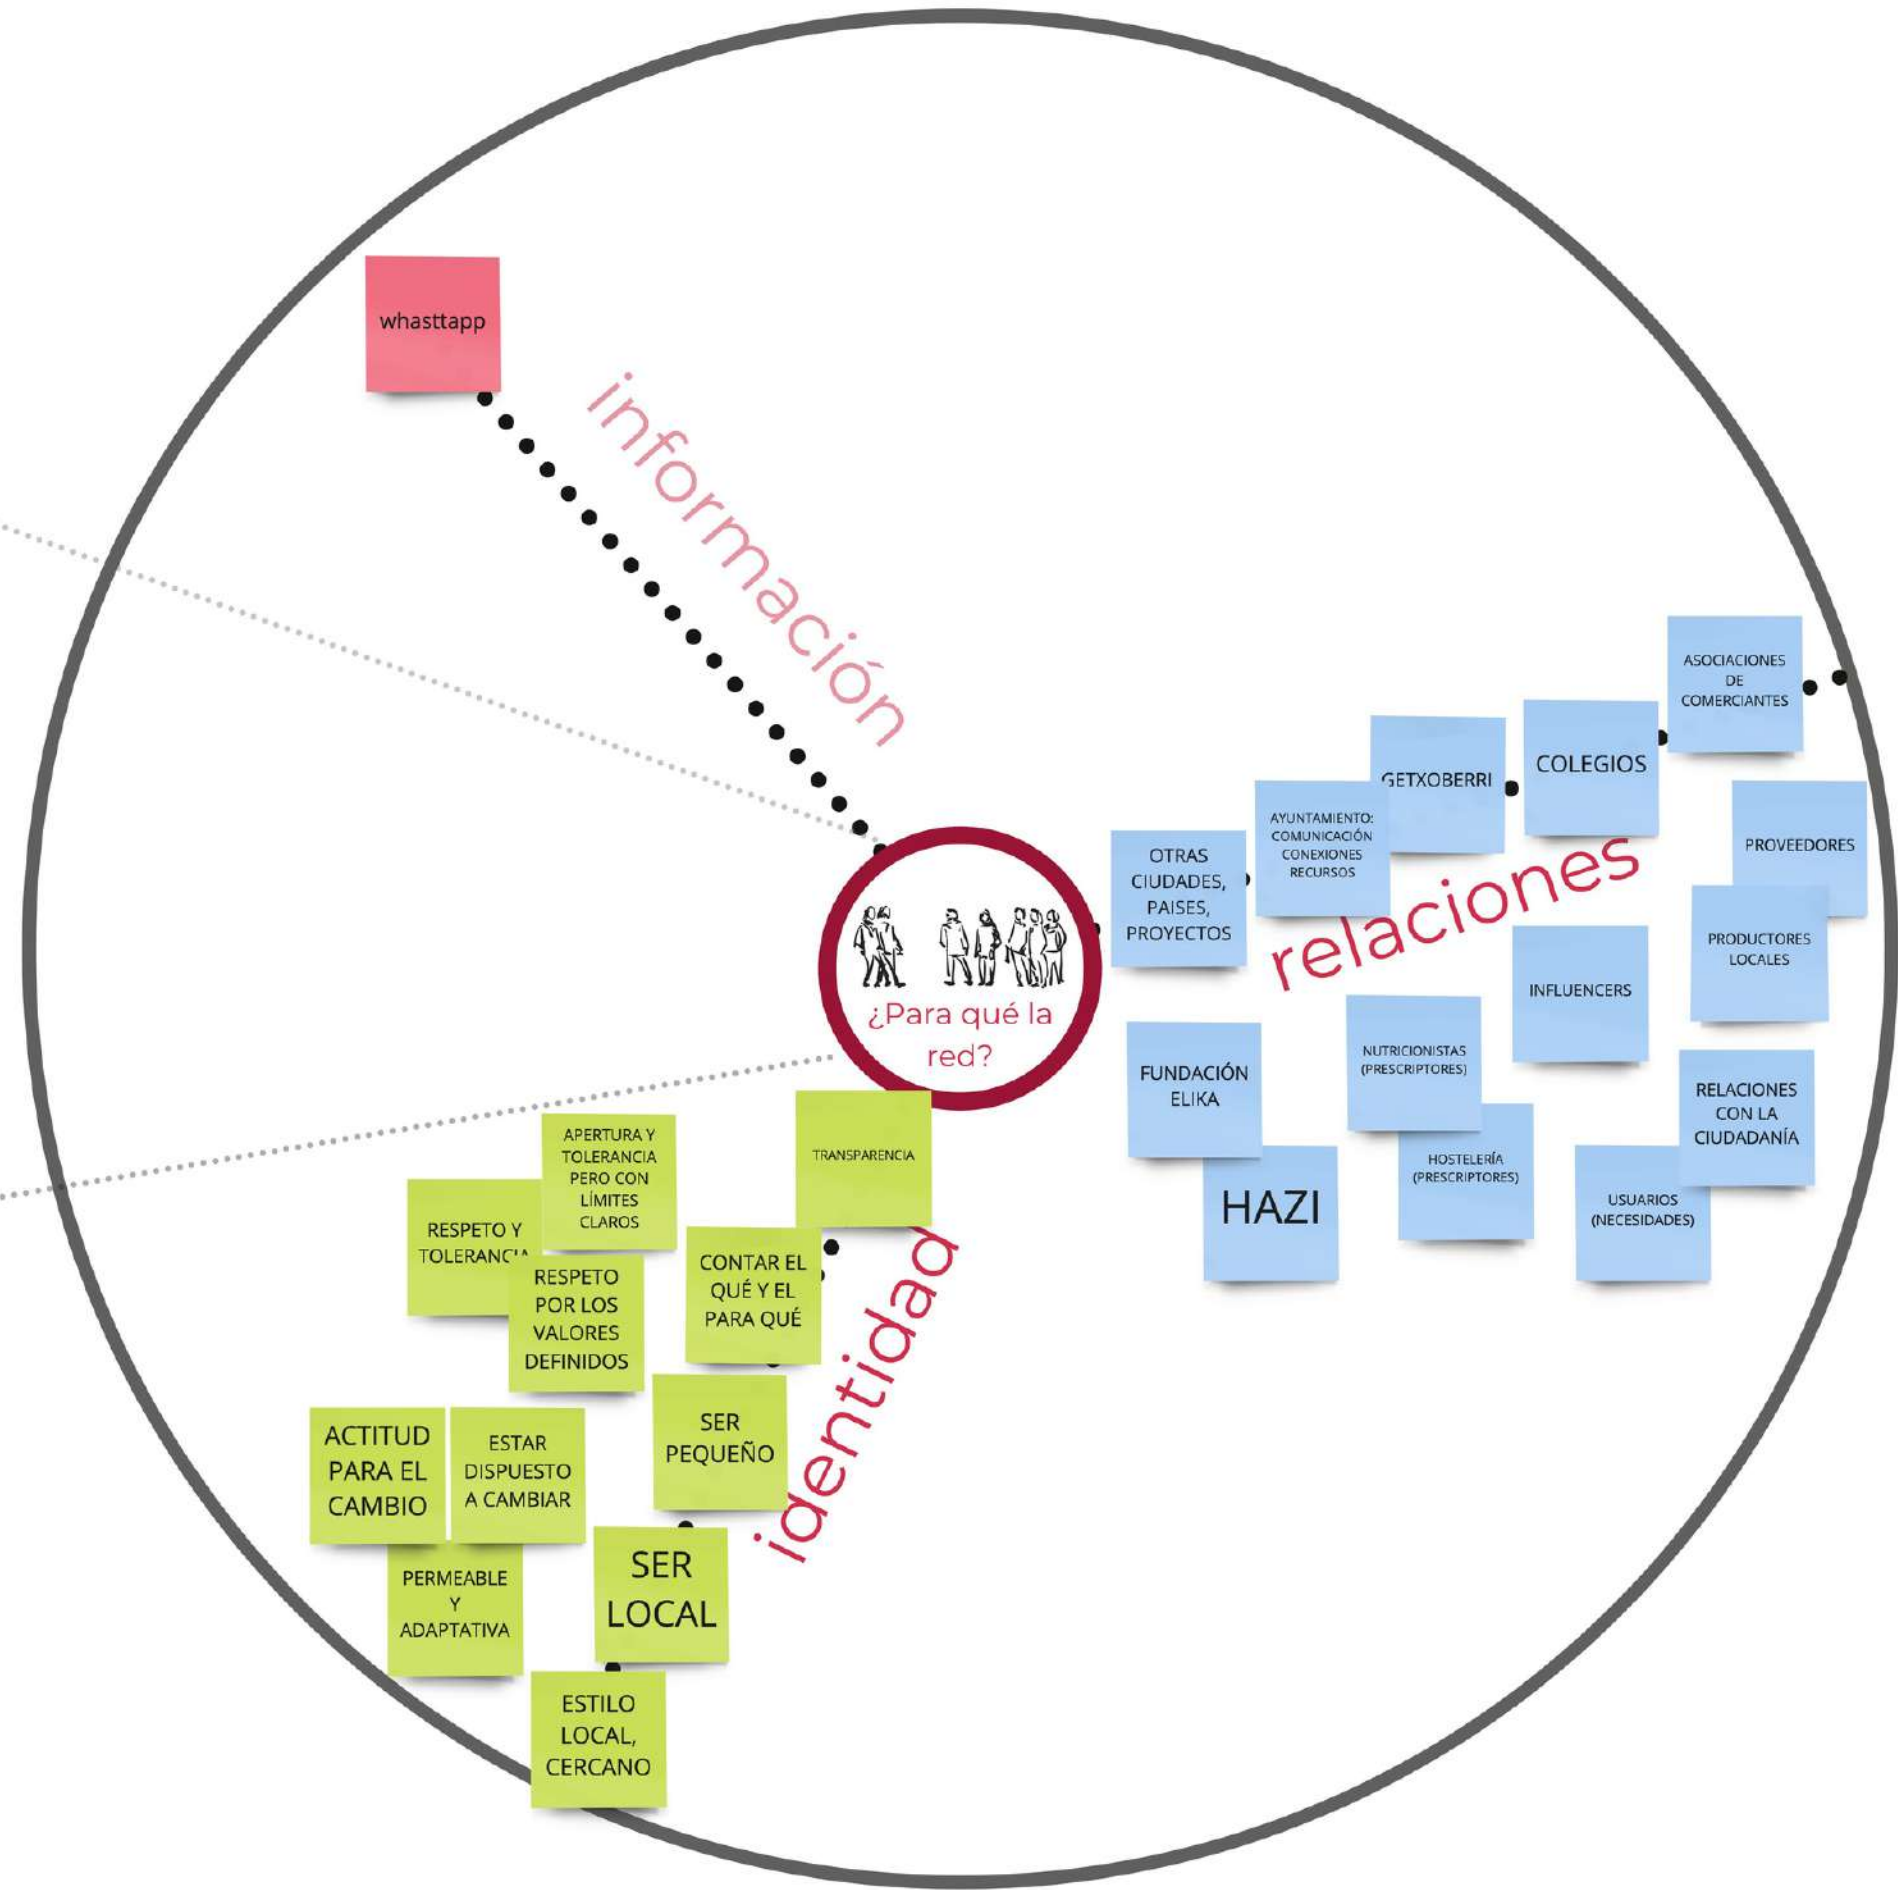 whasttapp
información
ASOCIACIONES
DE
COMERCIANTES
COLEGIOS
GETXOBERRI
AYUNTAMIENTO:
COMUNICACIÓN
CONEXIONES
RECURSOS
OTRAS
CIUDADES,
PAISES,
PROYECTOS
PROVEEDORES
PRODUCTORES
LOCALES
relaciones
INFLUENCERS
NUTRICIONISTAS
(PRESCRIPTORES)
FUNDACIÓN
ELIKA
RELACIONES
CON LA
CIUDADANÍA
HOSTELERÍA
(PRESCRIPTORES)
HAZI
USUARIOS
(NECESIDADES)
¿Para qué la
red?
TRANSPARENCIA
APERTURA Y
TOLERANCIA
PERO CON
LÍMITES
CLAROS
RESPETO Y
TOLERANCIA
RESPETO
POR LOS
VALORES
DEFINIDOS
CONTAR EL
QUÉ Y EL
PARA QUÉ
identidad
SER
PEQUEÑO
ACTITUD
PARA EL
CAMBIO
ESTAR
DISPUESTO
A CAMBIAR
PERMEABLE
Y
ADAPTATIVA
SER
LOCAL
ESTILO
LOCAL,
CERCANO